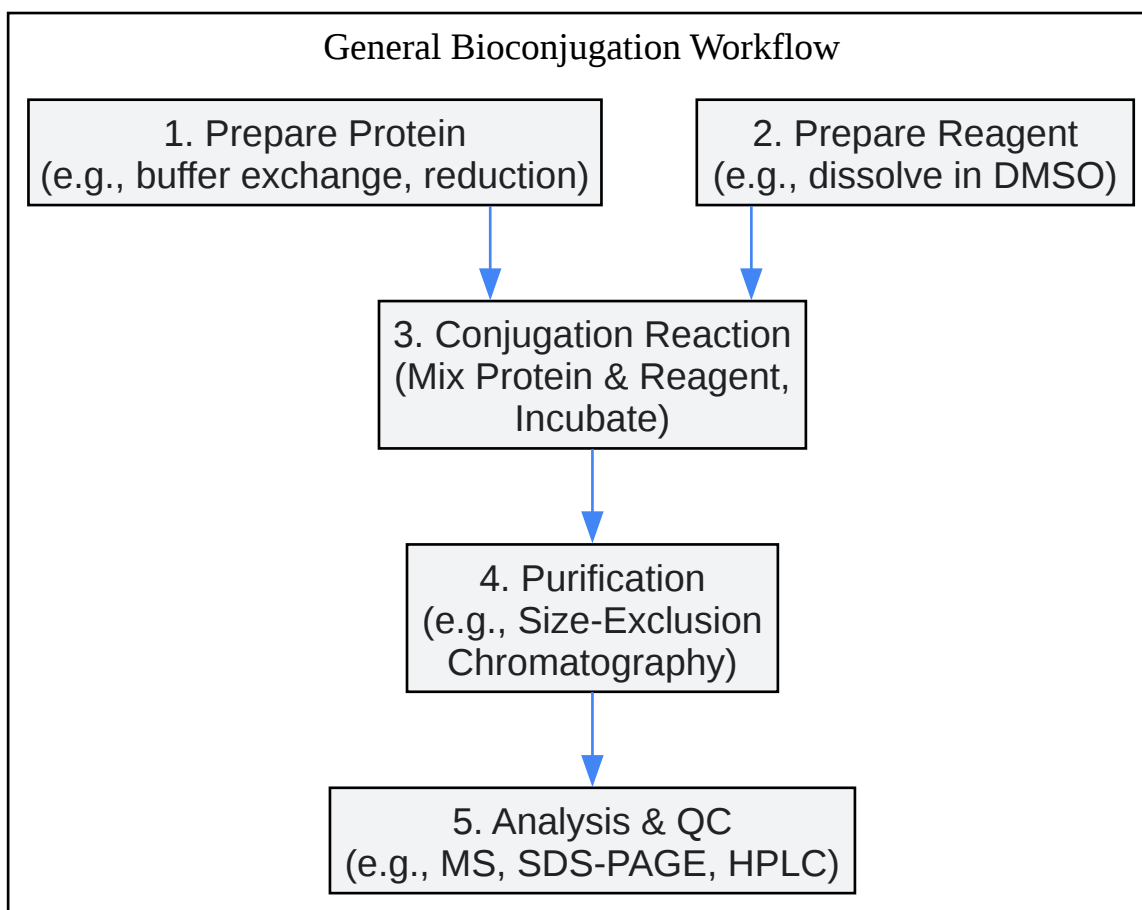 General Bioconjugation Workflow
1. Prepare Protein
(e.g., buffer exchange, reduction)
2. Prepare Reagent
(e.g., dissolve in DMSO)
3. Conjugation Reaction
(Mix Protein & Reagent,
Incubate)
4. Purification
(e.g., Size-Exclusion
Chromatography)
5. Analysis & QC
(e.g., MS, SDS-PAGE, HPLC)